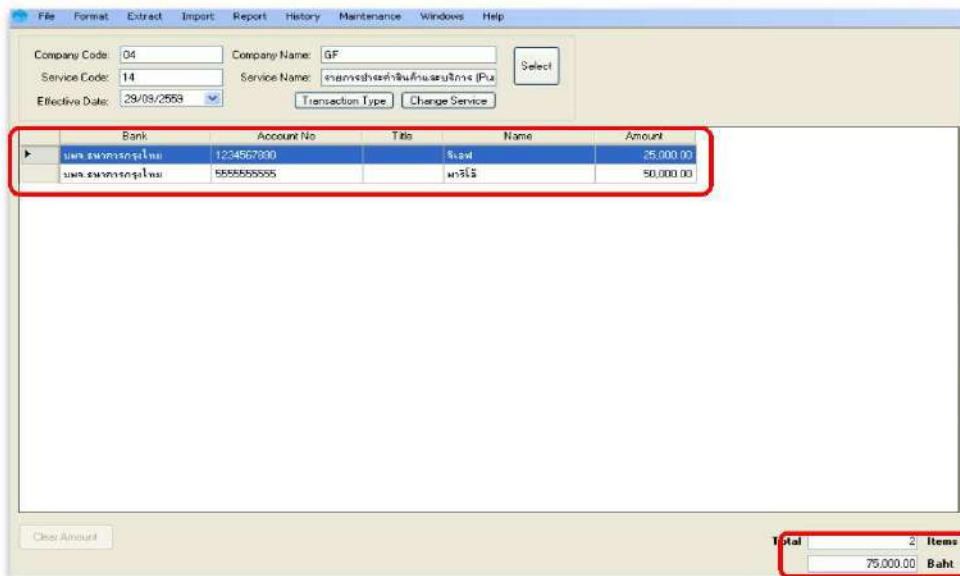 File Format Extract Import Report History Maintenance Windows Help
Company Code: 04 Company Name: GF Select
Service Code: 14 Service Name: รายการชำระค่าสินค้าและบริการ (Pu
Effective Date: 29/09/2559 Transaction Type Change Service
Bank Account No Title Name Amount
บมจ.ธนาคารกรุงไทย 1234567890 25,000.00
บมจ.ธนาคารกรุงไทย 5555555555 มาริโอ้ 50,000.00
Clear Amount Total 2 Items
75,000.00 Baht